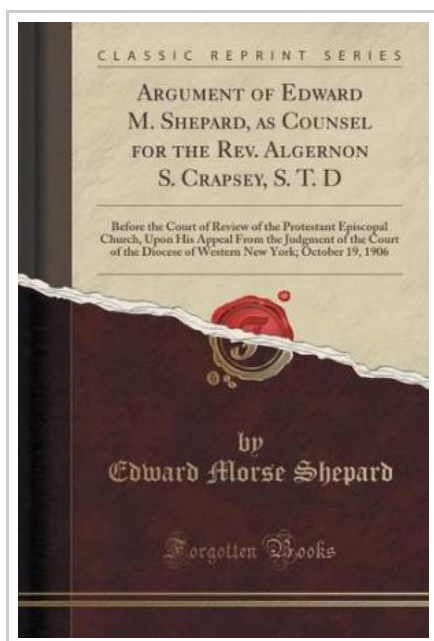 CLASSIC REPRINT SERIES
ARGUMENT OF EDWARD
M. SHEPARD, AS COUNSEL
FOR THE REV. ALGERNON
S. CRAPSEY, S. T. D
Before the Court of Review of the Protestant Episcopal
Church, Upon His Appeal From the Judgment of the Court
of the Diocese of Western New York; October 19, 1906
by
Edward Morse Shepard
Forgotten Books